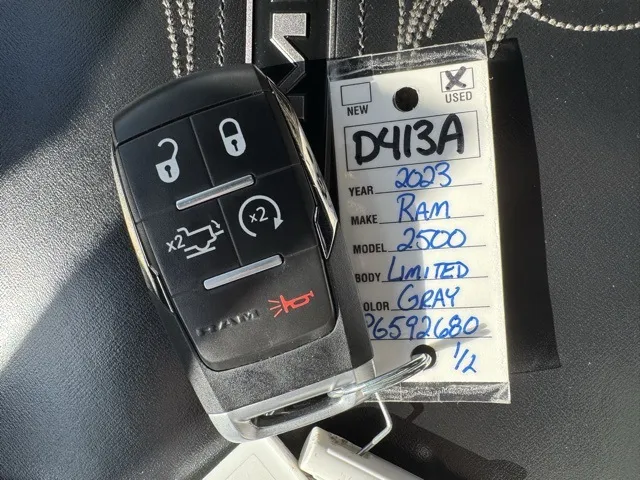 NEW
USED
D413A
YEAR 2023
MAKE RAM
MODEL 2500
BODY LIMITED
COLOR GRAY
P6592680
1/2
x2
x2
RAM